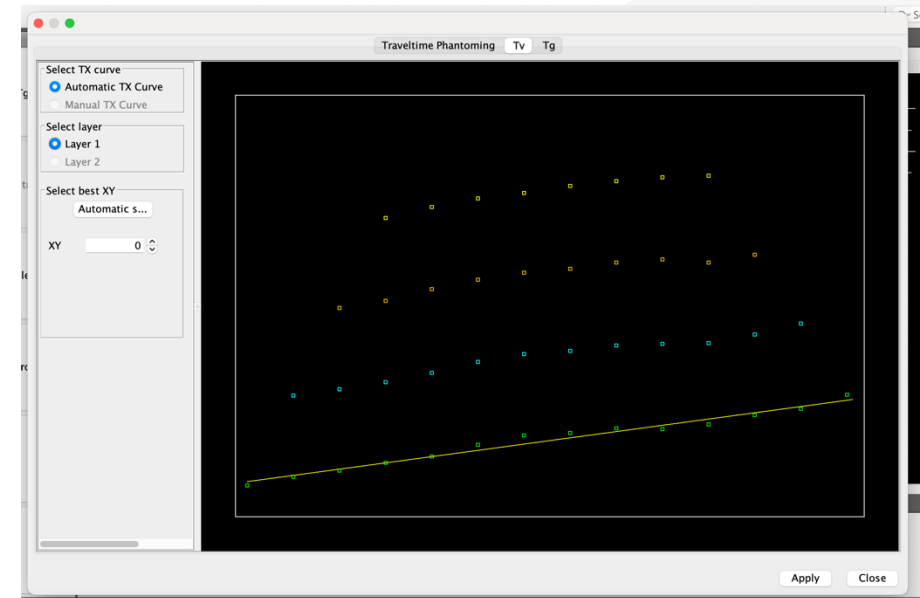 Traveltime Phantoming Tv Tg
Select TX curve
Automatic TX Curve
Manual TX Curve
Select layer
Layer 1
Layer 2
Select best XY
Automatic s...
XY 0
Apply Close